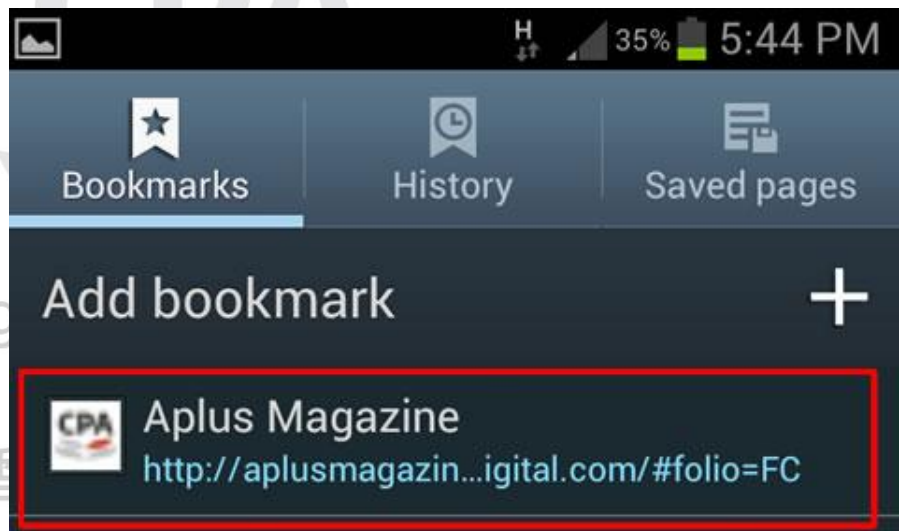 H 35% 5:44 PM
Bookmarks History Saved pages
Add bookmark
CPA Aplus Magazine
http://aplusmagazin...igital.com/#folio=FC